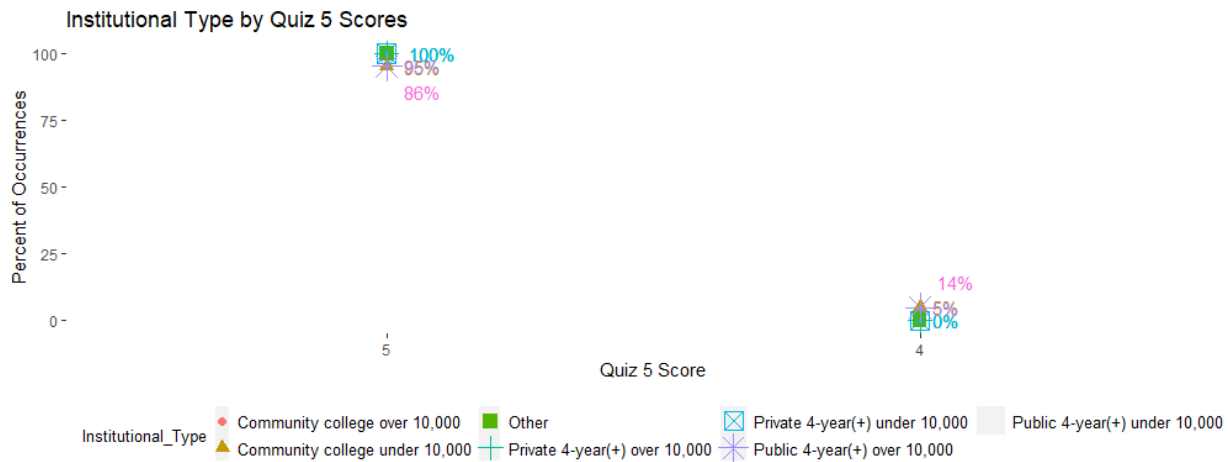 Institutional Type by Quiz 5 Scores
Percent of Occurrences
100
75
50
25
0
100%
95%
86%
14%
5%
0%
5
4
Quiz 5 Score
Institutional_Type
Community college over 10,000
Community college under 10,000
Other
Private 4-year(+) over 10,000
Private 4-year(+) under 10,000
Public 4-year(+) over 10,000
Public 4-year(+) under 10,000